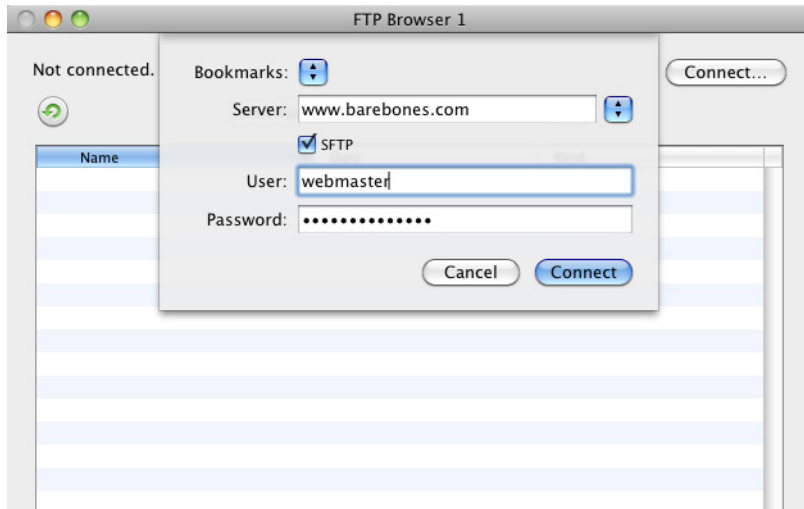 FTP Browser 1
Not connected.
Bookmarks:
Connect...
Server: www.barebones.com
SFTP
Name
User: webmaster
Password: ••••••••••••••
Cancel
Connect